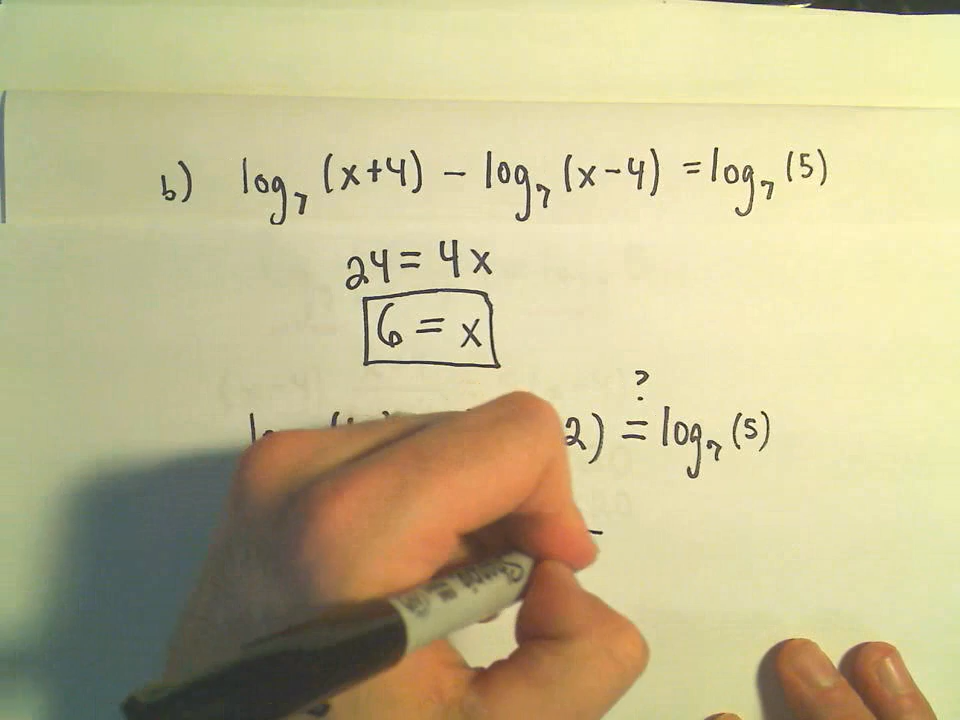 b) log₇ (x+4) − log₇ (x−4) = log₇ (5)
24 = 4x
6 = x
?
2) = log₇ (5)